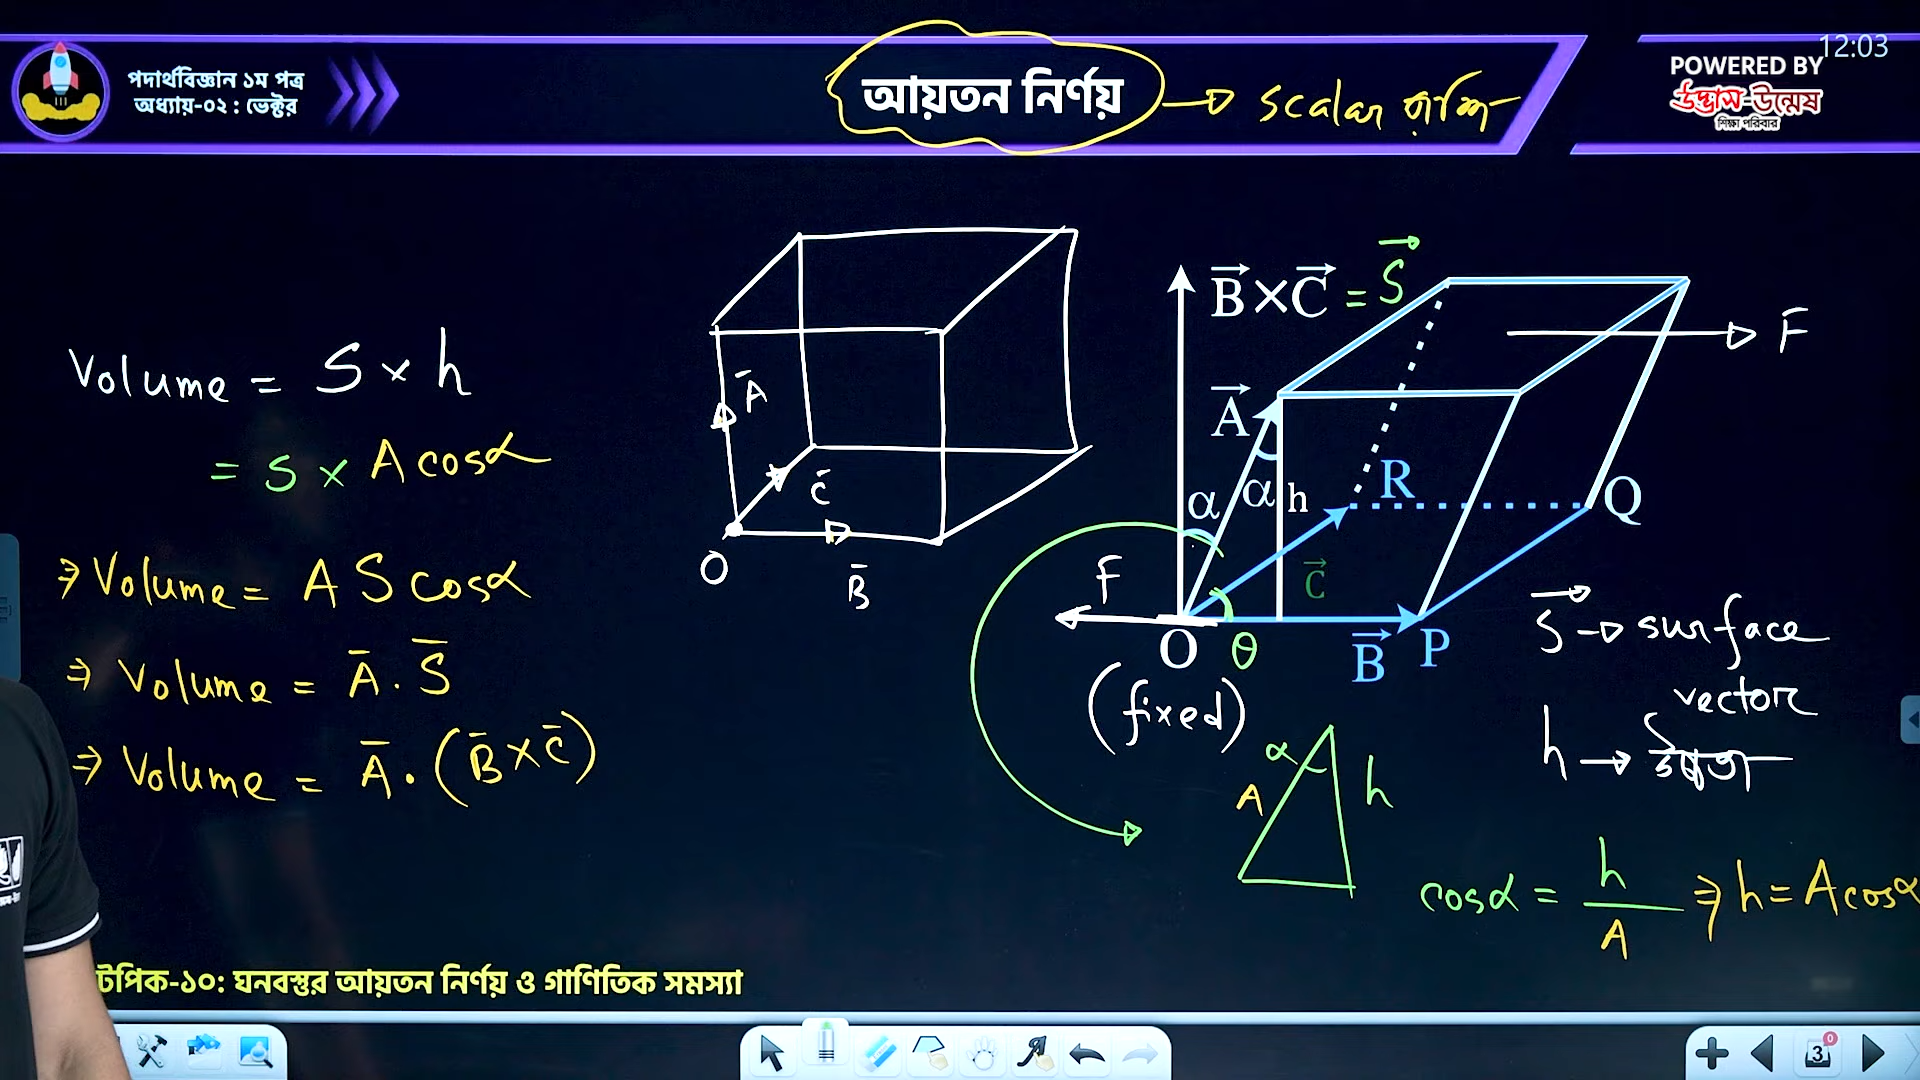 12:03
পদার্থবিজ্ঞান ১ম পত্র
অধ্যায়-০২ : ভেক্টর
আয়তন নির্ণয় → scalar রাশি
POWERED BY
উদ্ভাস-উন্মেষ
শিক্ষা পরিবার
Volume = S × h
= S × A cosα
⇒ Volume = A S cosα
⇒ Volume = A̅ . S̅
⇒ Volume = A̅ . (B̅ × C̅)
A̅
C̅
O
B̅
B⃗×C⃗ = S⃗
F
A⃗
R
Q
α
α
h
C⃗
F
O
θ
B⃗
P
(fixed)
S⃗ → surface
vector
h → উচ্চতা
α
A
h
cosα = h/A ⇒ h = A cosα
টপিক-১০: ঘনবস্তুর আয়তন নির্ণয় ও গাণিতিক সমস্যা
3
0